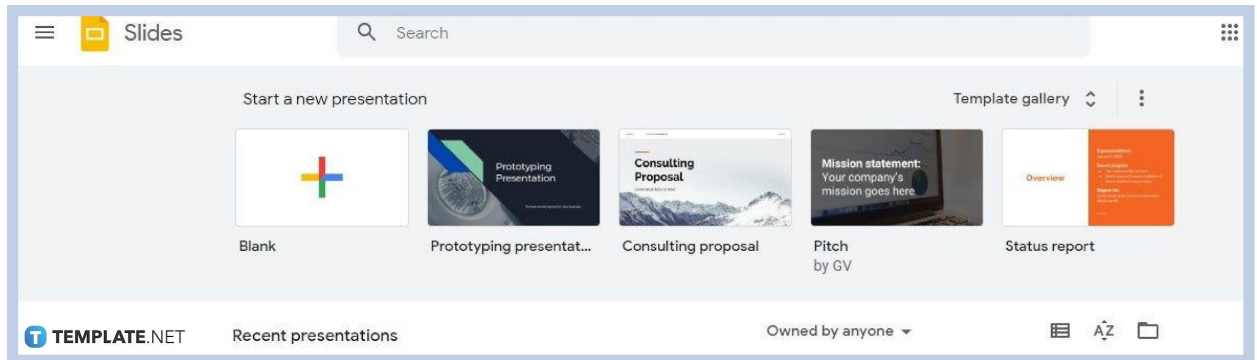 Slides
Search
Start a new presentation
Template gallery
Prototyping
Presentation
Consulting
Proposal
Mission statement:
Your company's
mission goes here
Overview
Blank
Prototyping presentat...
Consulting proposal
Pitch
by GV
Status report
T TEMPLATE.NET
Recent presentations
Owned by anyone
AZ